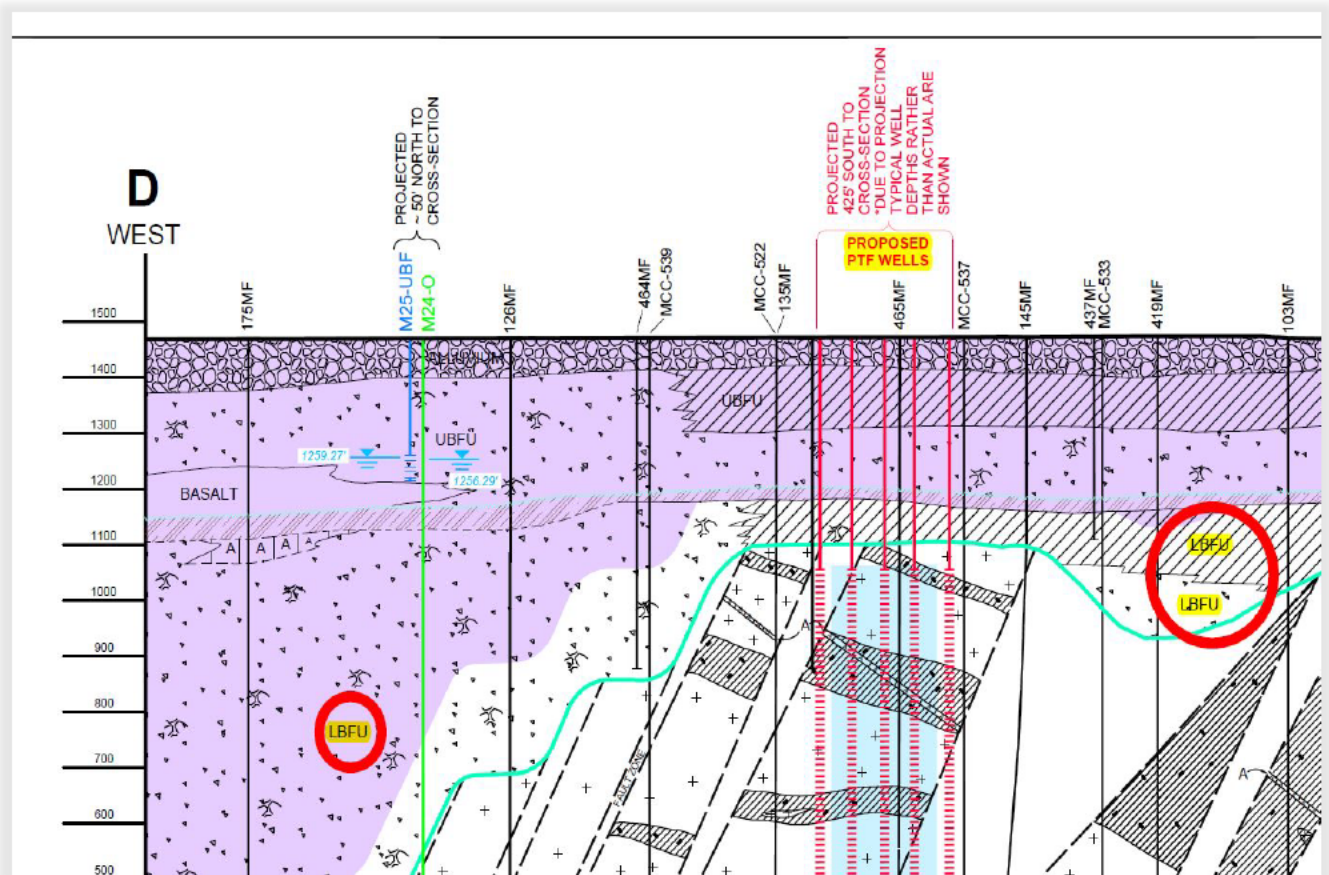 D
WEST
PROJECTED
~ 50' NORTH TO
CROSS-SECTION
PROJECTED
425' SOUTH TO
CROSS-SECTION
*DUE TO PROJECTION
TYPICAL WELL
DEPTHS RATHER
THAN ACTUAL ARE
SHOWN
PROPOSED
PTF WELLS
175MF
M25-UBF
M24-O
126MF
464MF
MCC-539
MCC-522
135MF
465MF
MCC-537
145MF
437MF
MCC-533
419MF
103MF
1500
1400
1300
1200
1100
1000
900
800
700
600
500
ALLUVIUM
UBFU
UBFU
1259.27'
1256.29'
BASALT
A
A
A
A
LBFU
LBFU
LBFU
A
FAULT ZONE
A